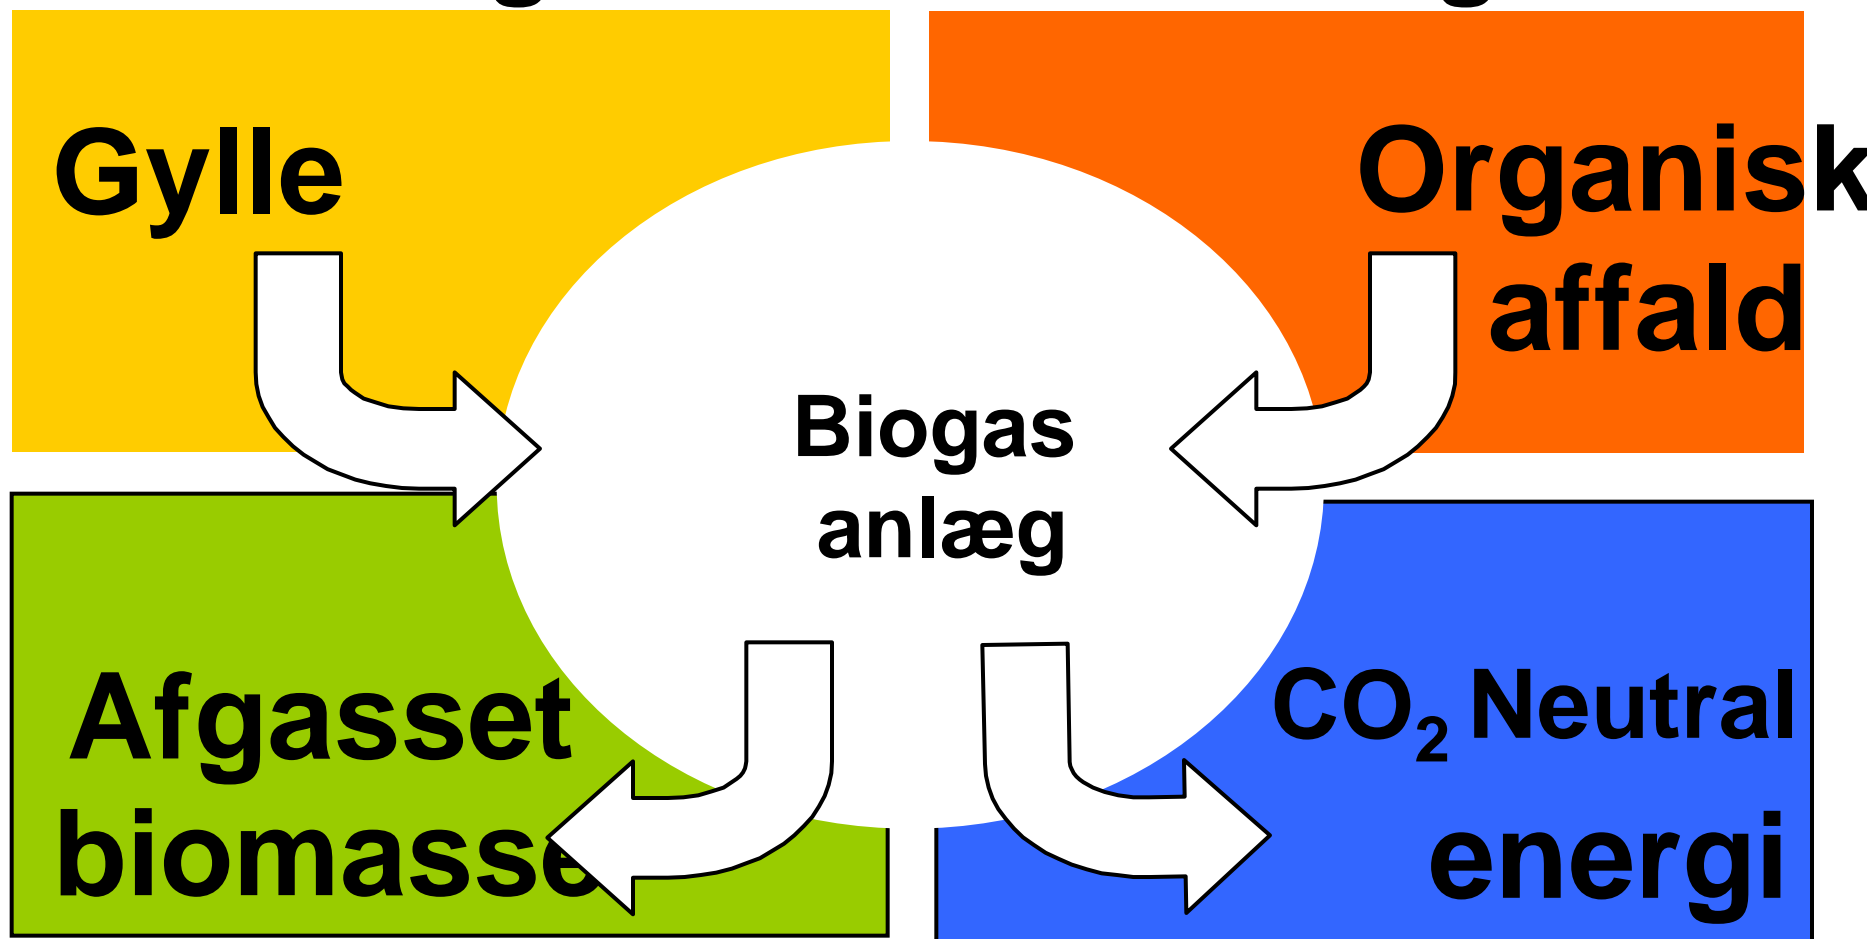 Gylle
Organisk
affald
Biogas
anlæg
Afgasset
biomasse
CO₂ Neutral
energi